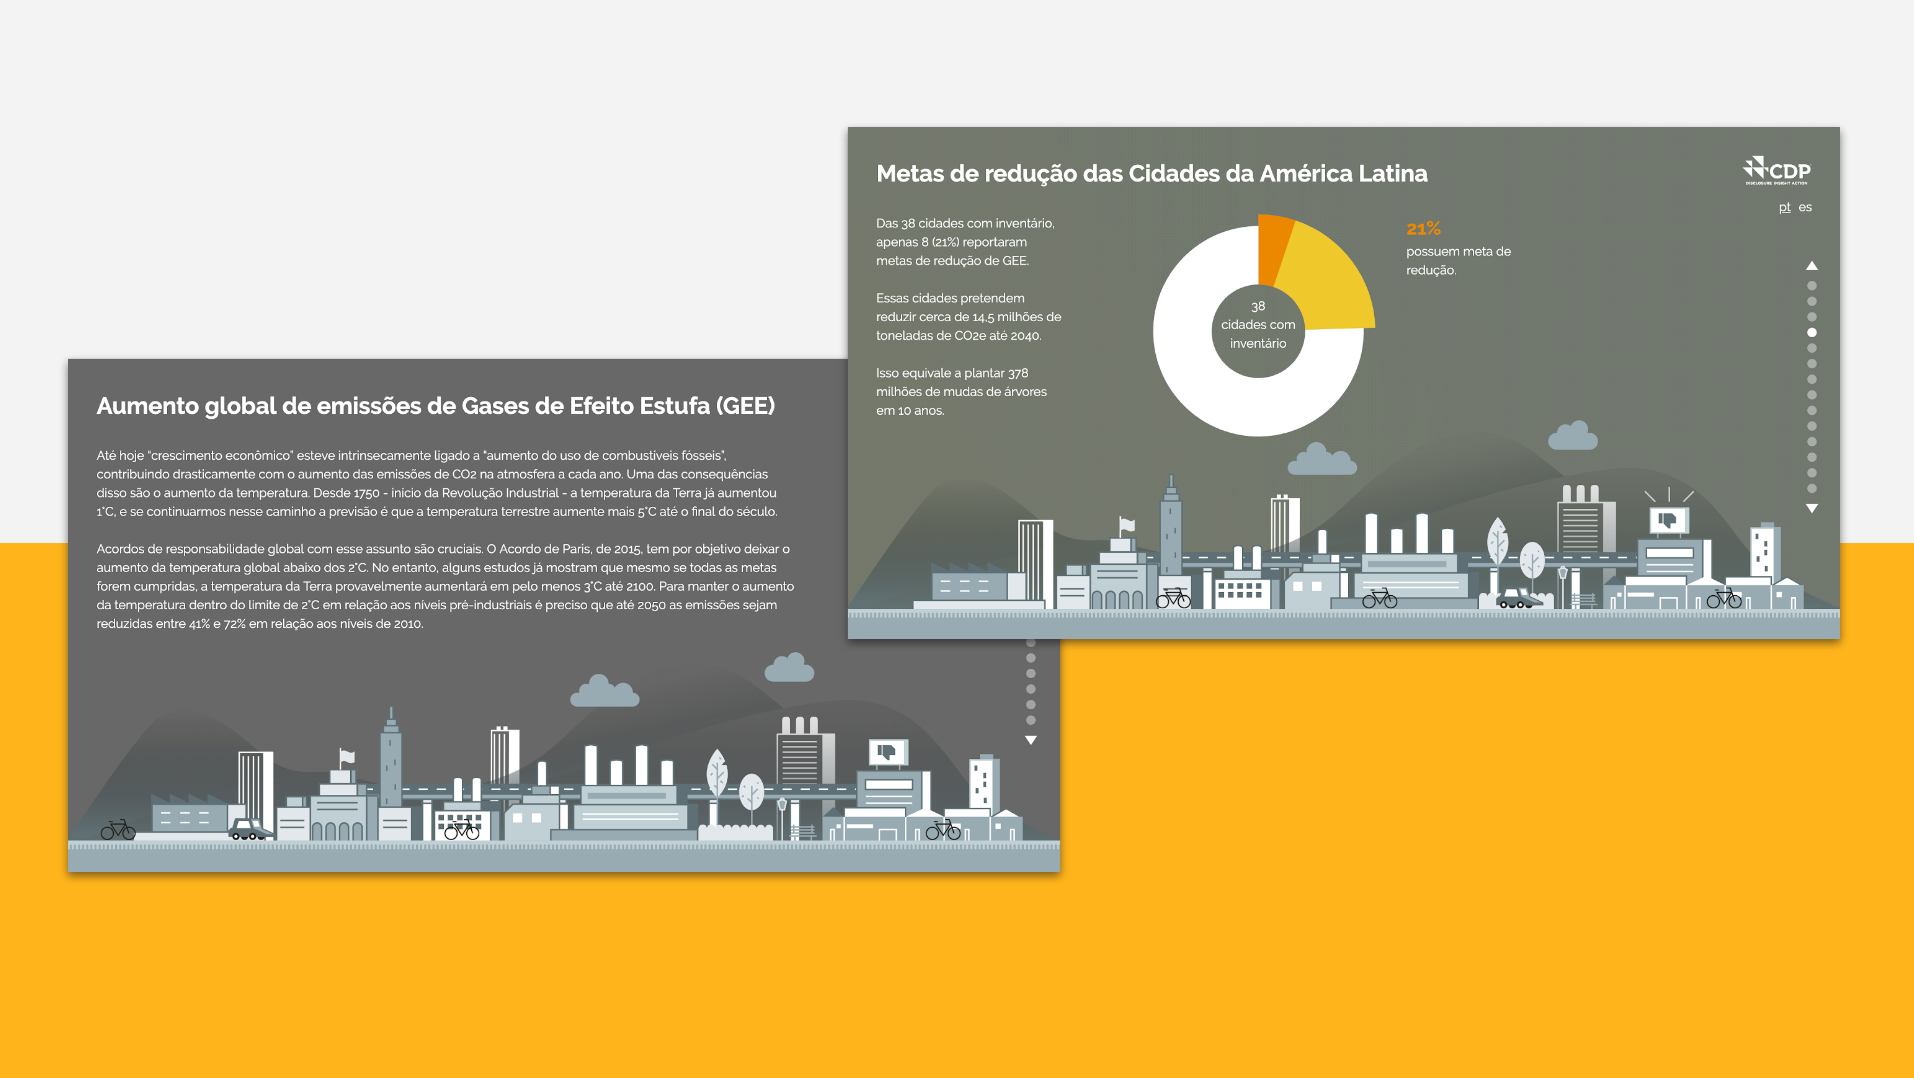 Metas de redução das Cidades da América Latina
CDP
DISCLOSURE INSIGHT ACTION
pt es
Das 38 cidades com inventário,
apenas 8 (21%) reportaram
metas de redução de GEE.
Essas cidades pretendem
reduzir cerca de 14,5 milhões de
toneladas de CO2e até 2040.
Isso equivale a plantar 378
milhões de mudas de árvores
em 10 anos.
38
cidades com
inventário
21%
possuem meta de
redução.
Aumento global de emissões de Gases de Efeito Estufa (GEE)
Até hoje “crescimento econômico” esteve intrinsecamente ligado a “aumento do uso de combustíveis fósseis”,
contribuindo drasticamente com o aumento das emissões de CO2 na atmosfera a cada ano. Uma das consequências
disso são o aumento da temperatura. Desde 1750 - início da Revolução Industrial - a temperatura da Terra já aumentou
1°C, e se continuarmos nesse caminho a previsão é que a temperatura terrestre aumente mais 5°C até o final do século.
Acordos de responsabilidade global com esse assunto são cruciais. O Acordo de Paris, de 2015, tem por objetivo deixar o
aumento da temperatura global abaixo dos 2°C. No entanto, alguns estudos já mostram que mesmo se todas as metas
forem cumpridas, a temperatura da Terra provavelmente aumentará em pelo menos 3°C até 2100. Para manter o aumento
da temperatura dentro do limite de 2°C em relação aos níveis pré-industriais é preciso que até 2050 as emissões sejam
reduzidas entre 41% e 72% em relação aos níveis de 2010.